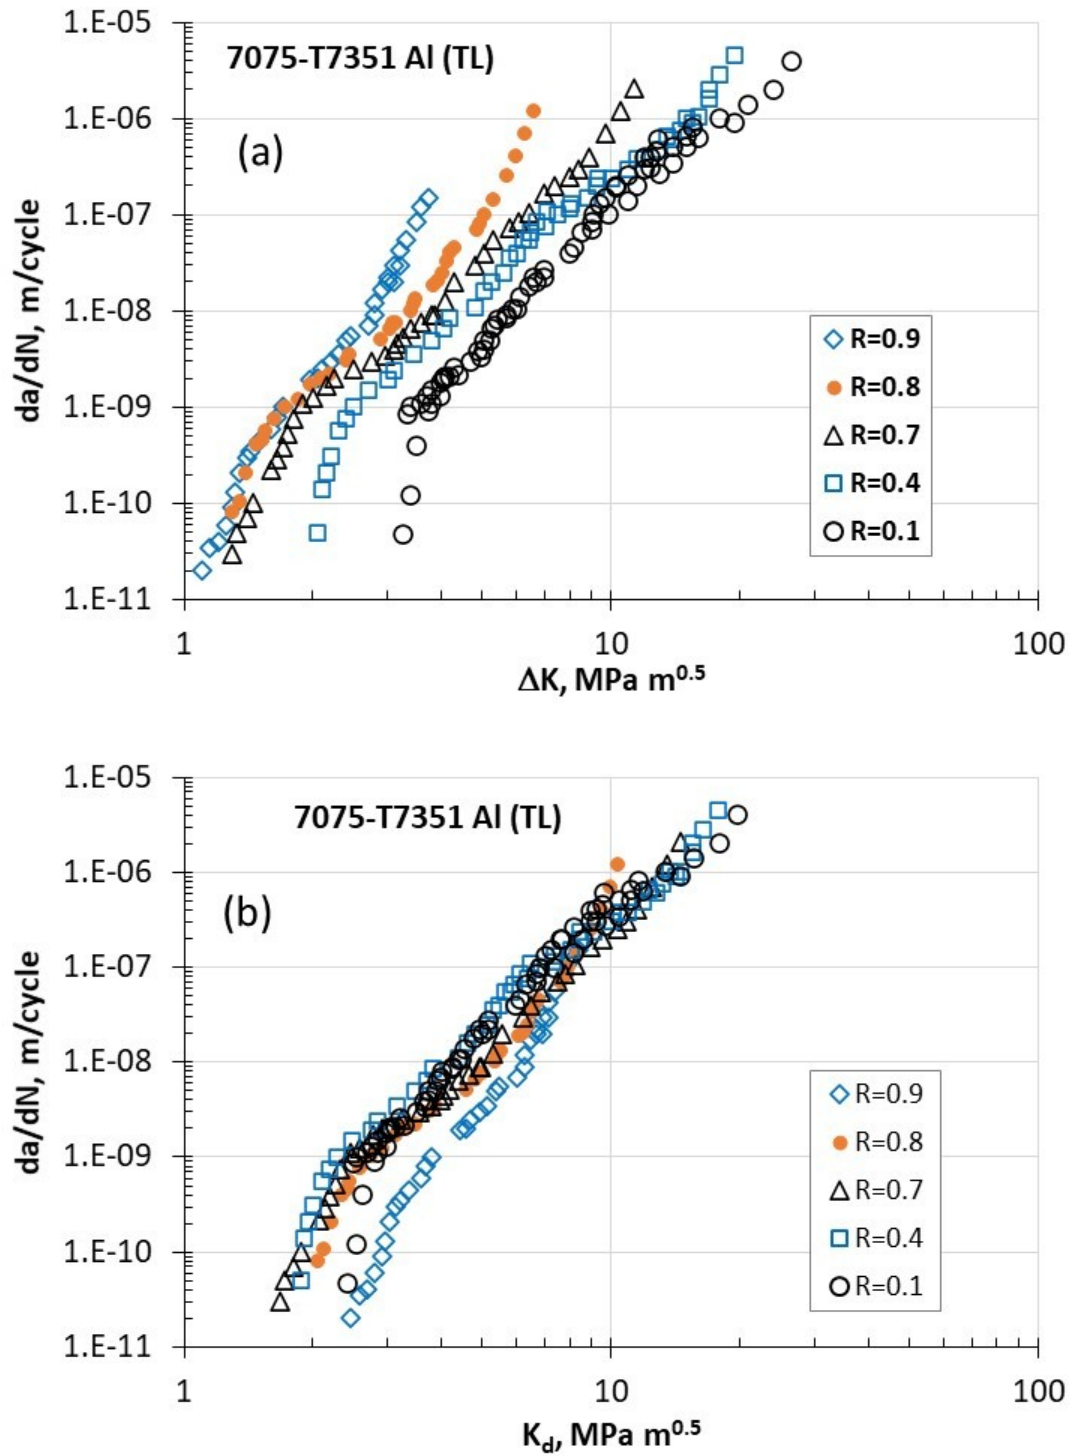 1.E-05
7075-T7351 Al (TL)
1.E-06
(a)
1.E-07
1.E-08
1.E-09
1.E-10
1.E-11
da/dN, m/cycle
R=0.9
R=0.8
R=0.7
R=0.4
R=0.1
1 10 100
ΔK, MPa m^0.5
1.E-05
7075-T7351 Al (TL)
1.E-06
(b)
1.E-07
1.E-08
1.E-09
1.E-10
1.E-11
da/dN, m/cycle
R=0.9
R=0.8
R=0.7
R=0.4
R=0.1
1 10 100
K_d, MPa m^0.5